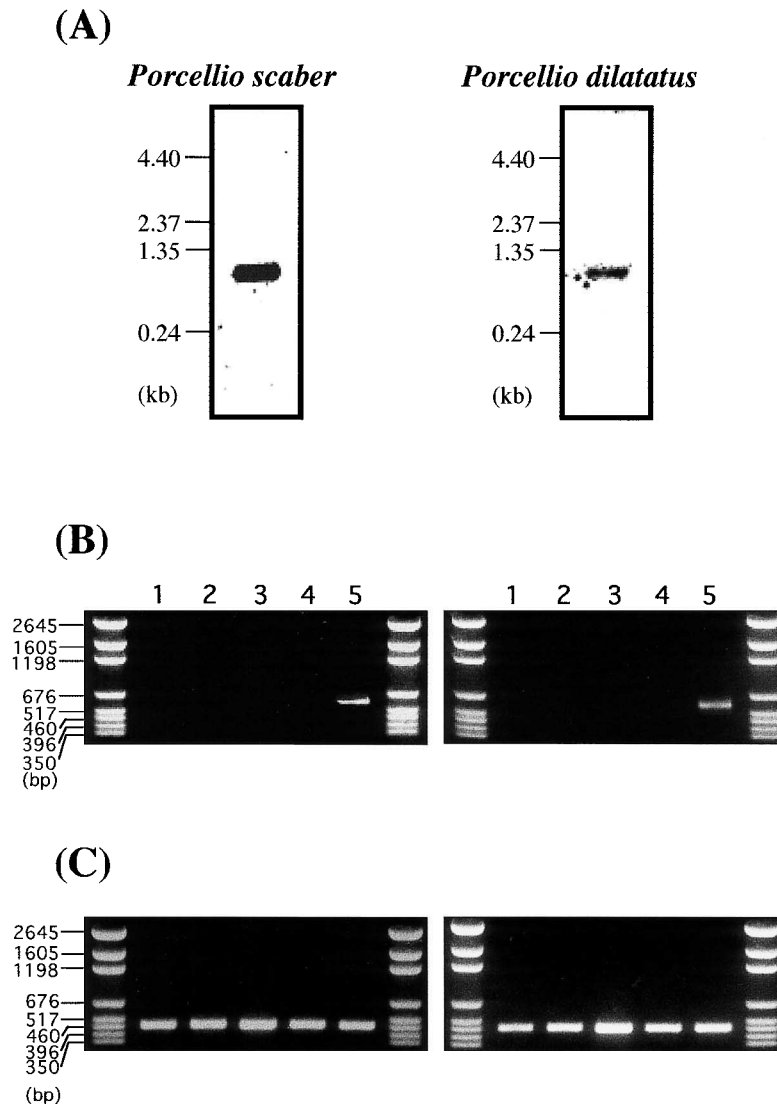 (A)
Porcellio scaber Porcellio dilatatus
4.40 4.40
2.37 2.37
1.35 1.35
0.24 0.24
(kb) (kb)
(B)
1 2 3 4 5 1 2 3 4 5
2645
1605
1198
676
517
460
396
350
(bp)
(C)
2645
1605
1198
676
517
460
396
350
(bp)